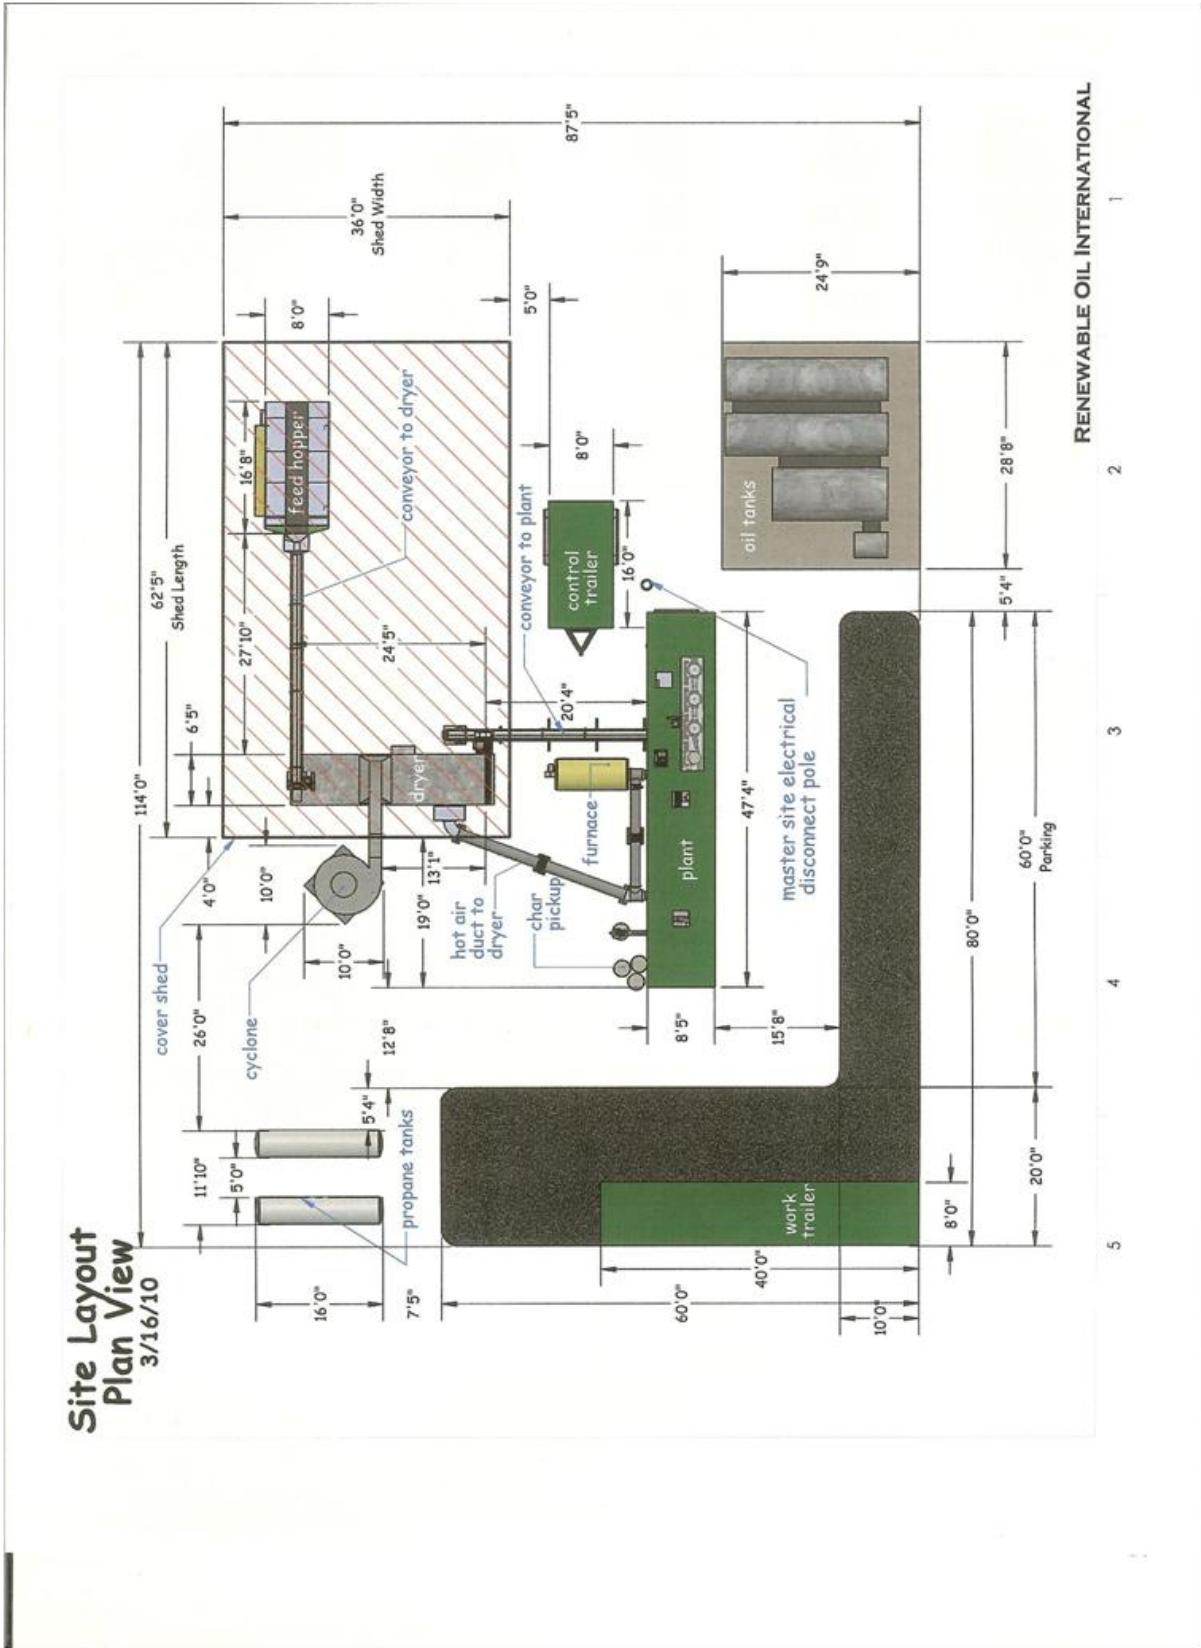 Site Layout
Plan View
3/16/10
114'0"
62'5"
Shed Length
11'10"
5'0"
26'0"
4'0"
6'5"
27'10"
16'8"
10'0"
8'0"
cover shed
cyclone
propane tanks
16'0"
7'5"
5'4"
12'8"
10'0"
19'0"
13'1"
24'5"
feed hopper
conveyor to dryer
dryer
36'0"
Shed Width
87'5"
5'0"
hot air
duct to
dryer
char
pickup
furnace
20'4"
conveyor to plant
control
trailer
16'0"
8'0"
plant
8'5"
15'8"
47'4"
master site electrical
disconnect pole
oil tanks
24'9"
28'8"
5'4"
work
trailer
40'0"
60'0"
10'0"
8'0"
20'0"
80'0"
60'0"
Parking
RENEWABLE OIL INTERNATIONAL
5
4
3
2
1